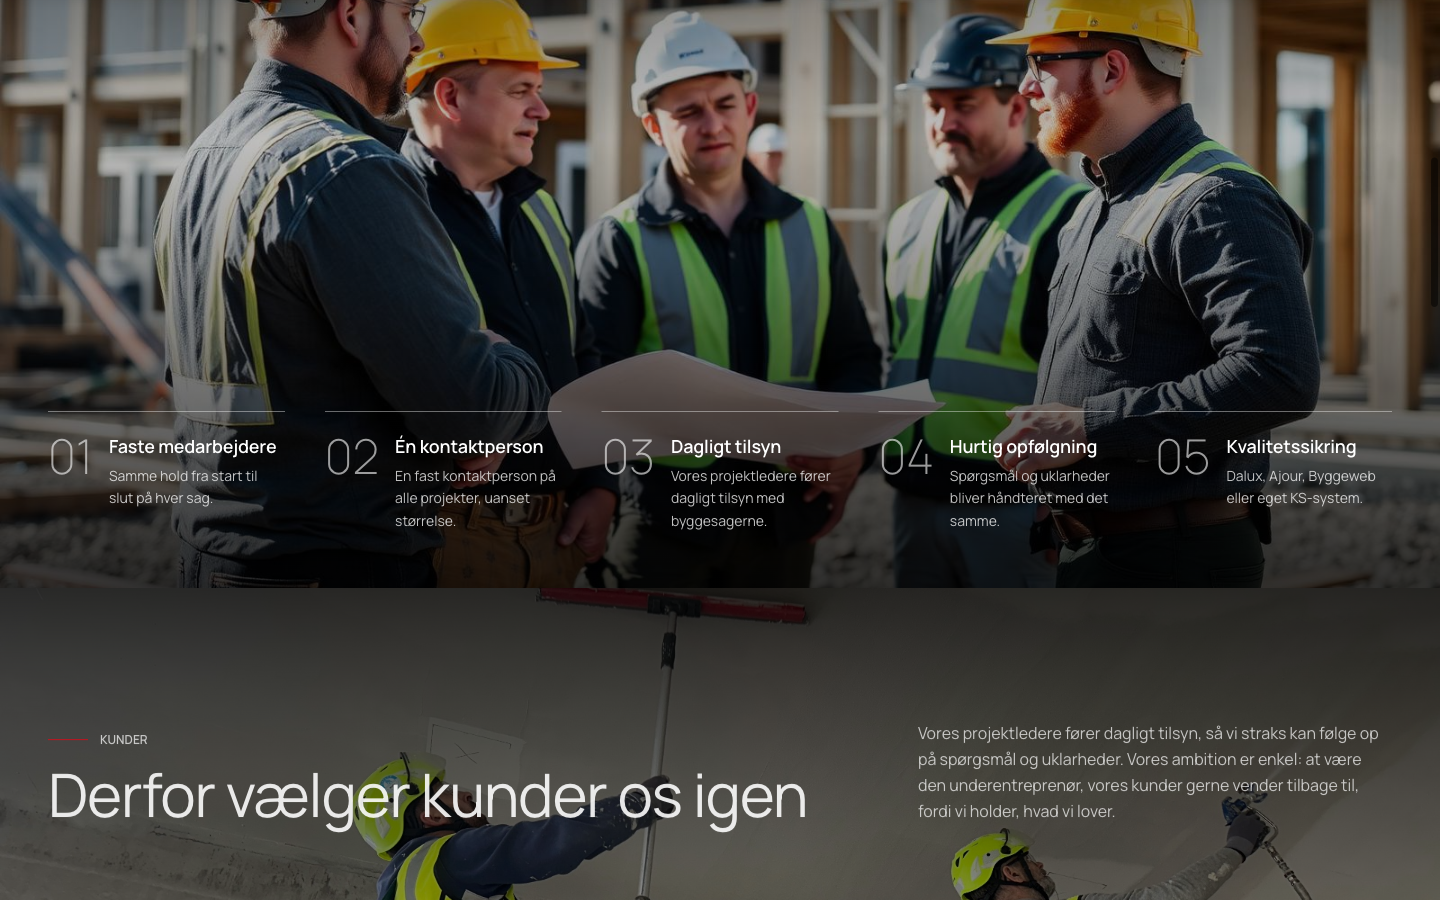 01
Faste medarbejdere
Samme hold fra start til
slut på hver sag.
02
Én kontaktperson
En fast kontaktperson på
alle projekter, uanset
størrelse.
03
Dagligt tilsyn
Vores projektledere fører
dagligt tilsyn med
byggesagerne.
04
Hurtig opfølgning
Spørgsmål og uklarheder
bliver håndteret med det
samme.
05
Kvalitetssikring
Dalux, Ajour, Byggeweb
eller eget KS-system.
KUNDER
Derfor vælger kunder os igen
Vores projektledere fører dagligt tilsyn, så vi straks kan følge op
på spørgsmål og uklarheder. Vores ambition er enkel: at være
den underentreprenør, vores kunder gerne vender tilbage til,
fordi vi holder, hvad vi lover.